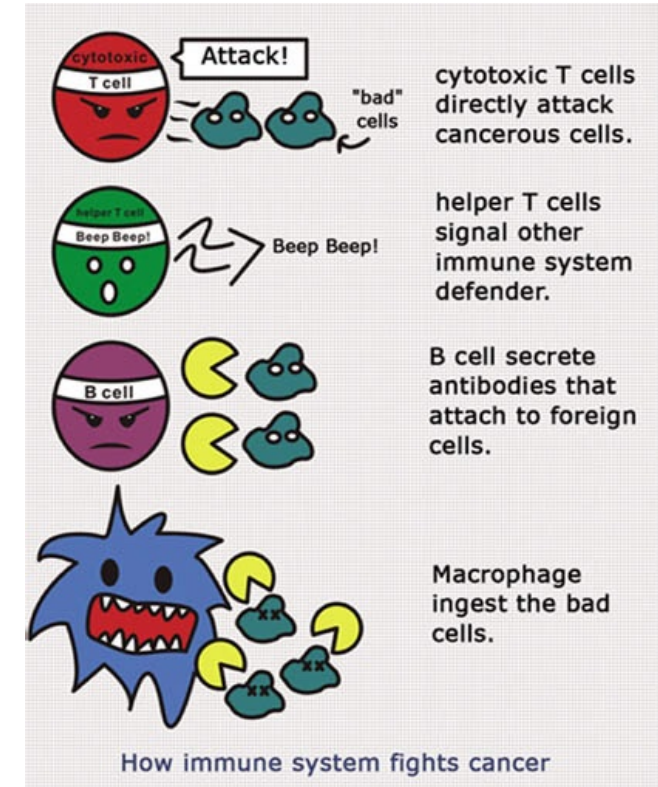 cytotoxic
T cell
Attack!
"bad"
cells
cytotoxic T cells
directly attack
cancerous cells.
helper T cell
Beep Beep!
Beep Beep!
helper T cells
signal other
immune system
defender.
B cell
B cell secrete
antibodies that
attach to foreign
cells.
Macrophage
ingest the bad
cells.
How immune system fights cancer